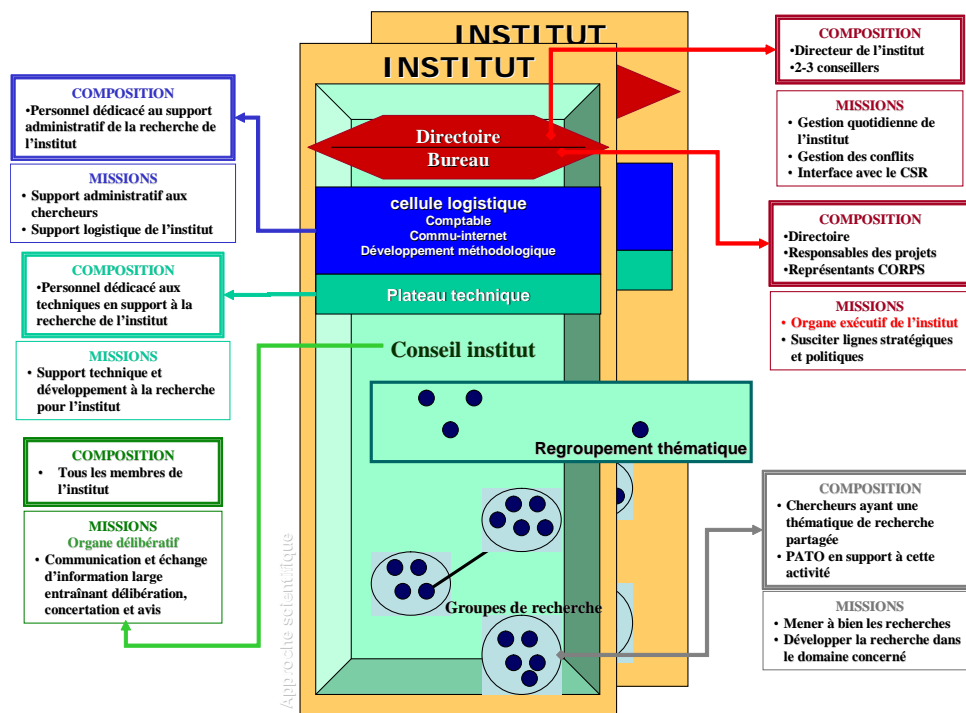 INSTITUT
INSTITUT
COMPOSITION
•Personnel dédicacé au support
administratif de la recherche de
l’institut
MISSIONS
• Support administratif aux
chercheurs
• Support logistique de l’institut
COMPOSITION
•Personnel dédicacé aux
techniques en support à la
recherche de l’institut
MISSIONS
• Support technique et
développement à la recherche
pour l’institut
COMPOSITION
• Tous les membres de
l’institut
MISSIONS
Organe délibératif
• Communication et échange
d’information large
entraînant délibération,
concertation et avis
Directoire
Bureau
cellule logistique
Comptable
Commu-internet
Développement méthodologique
Plateau technique
Conseil institut
Regroupement thématique
Groupes de recherche
Approche scientifique
COMPOSITION
•Directeur de l’institut
•2-3 conseillers
MISSIONS
• Gestion quotidienne de
l’institut
• Gestion des conflits
• Interface avec le CSR
COMPOSITION
•Directoire
•Responsables des projets
•Représentants CORPS
MISSIONS
• Organe exécutif de l’institut
• Susciter lignes stratégiques
et politiques
COMPOSITION
• Chercheurs ayant une
thématique de recherche
partagée
• PATO en support à cette
activité
MISSIONS
• Mener à bien les recherches
• Développer la recherche dans
le domaine concerné